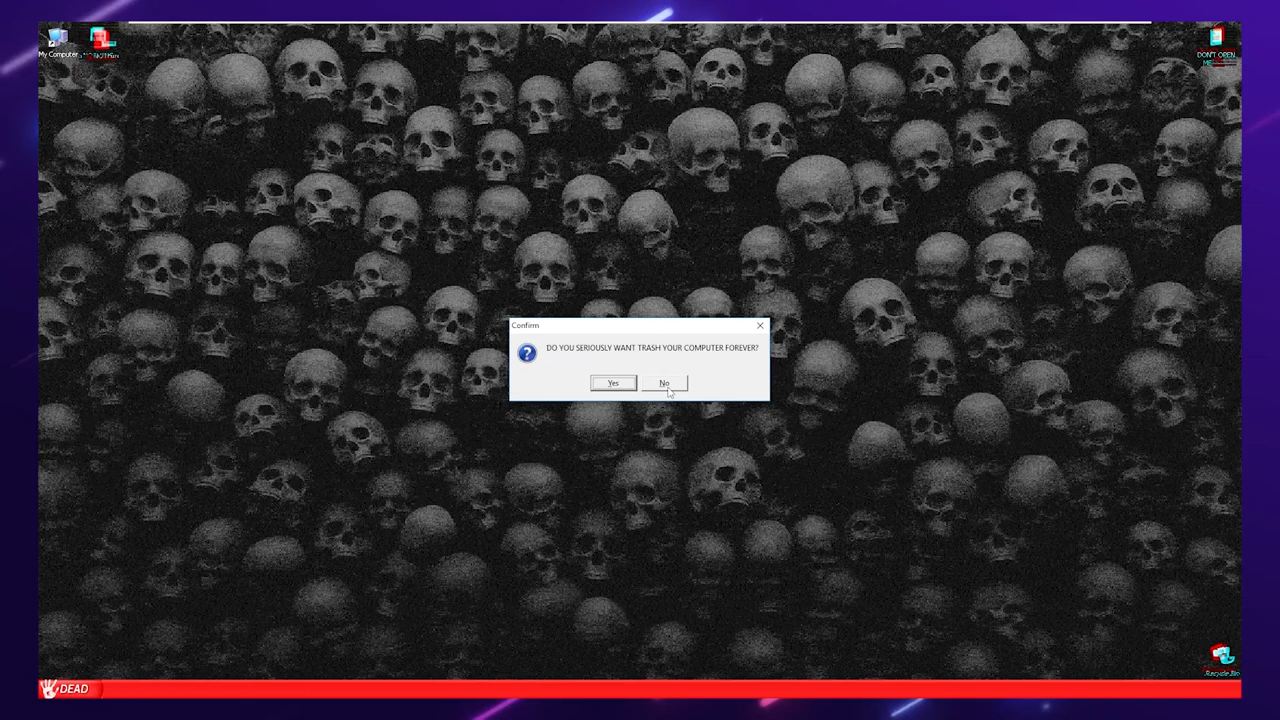 My Computer
DON'T OPEN
ME
Confirm
DO YOU SERIOUSLY WANT TRASH YOUR COMPUTER FOREVER?
Yes
No
Recycle Bin
DEAD